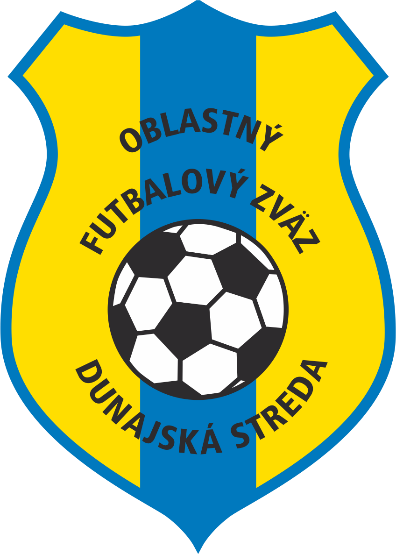 OBLASTNÝ
FUTBALOVÝ ZVÄZ
DUNAJSKÁ STREDA